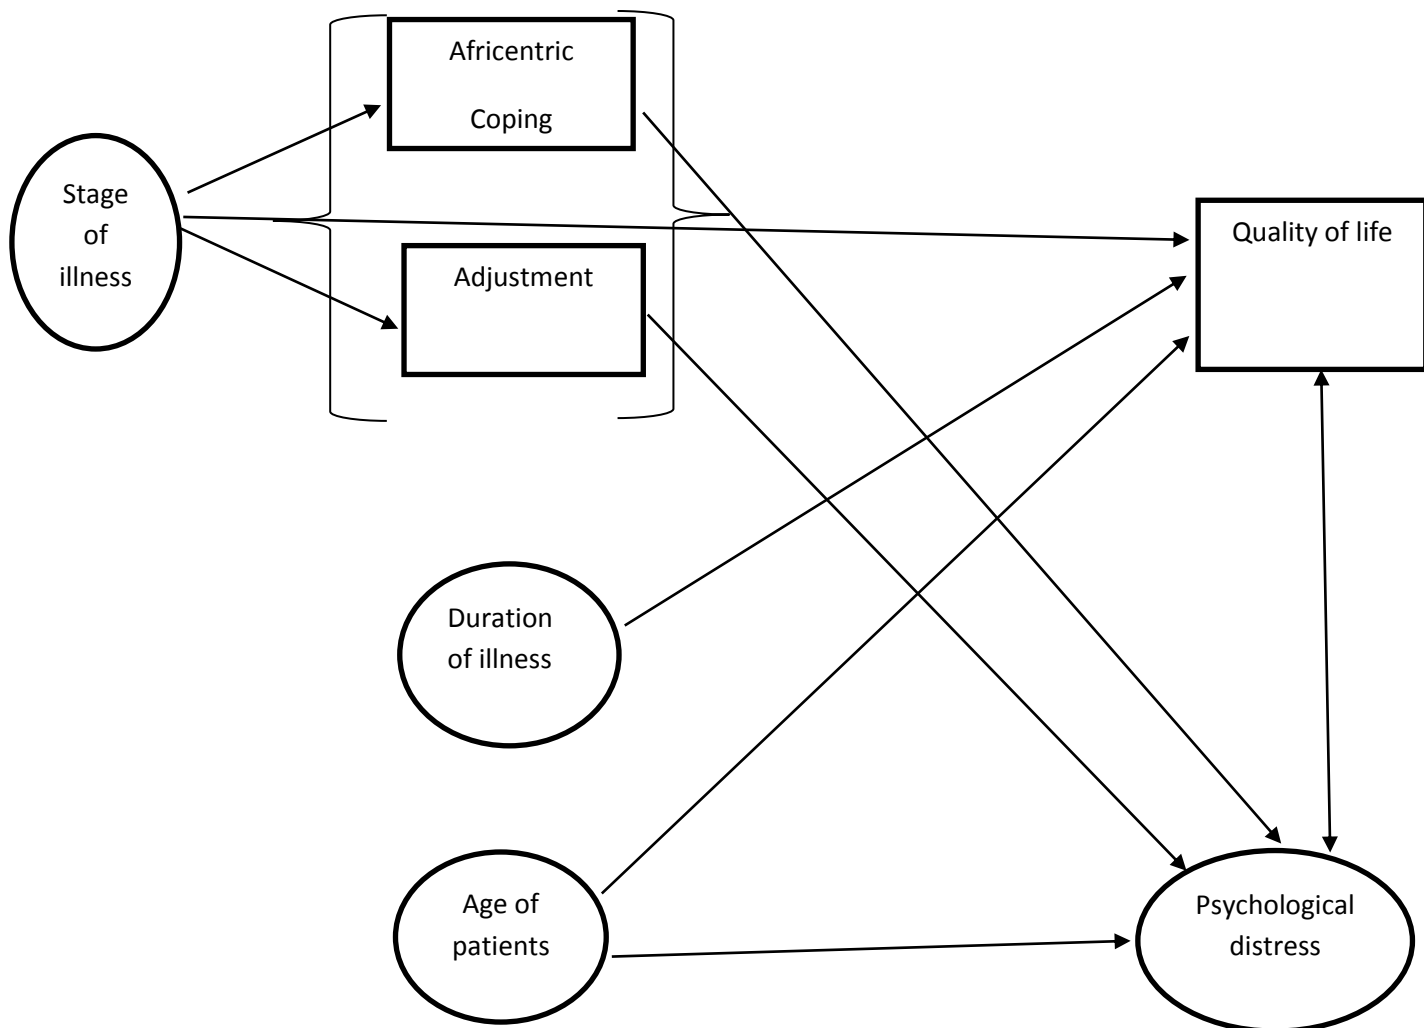 Africentric
Coping
Stage
of
illness
Quality of life
Adjustment
Duration
of illness
Age of
patients
Psychological
distress